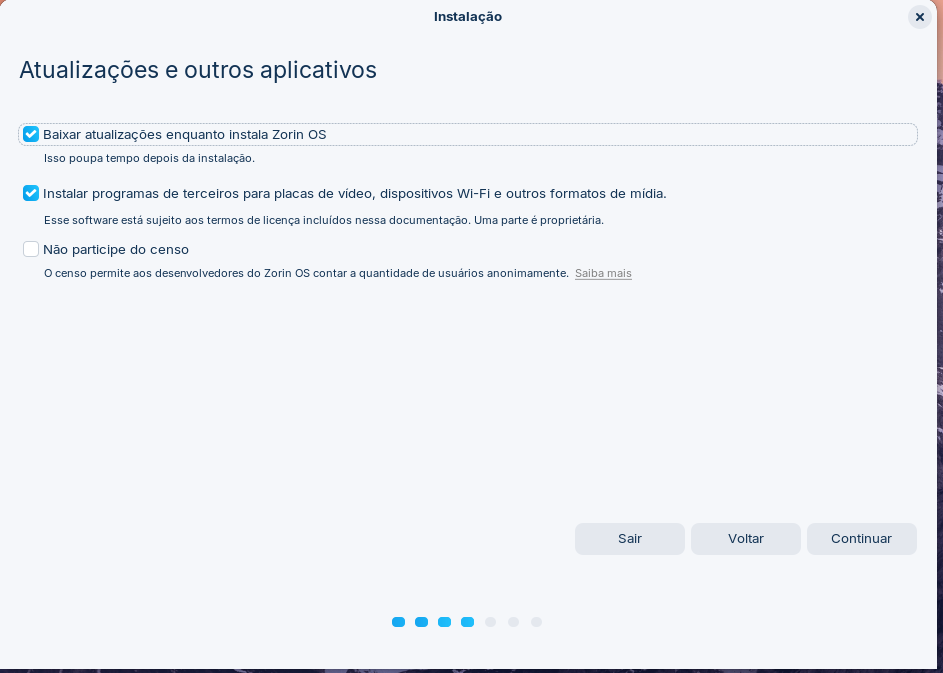 Instalação
Atualizações e outros aplicativos
Baixar atualizações enquanto instala Zorin OS
Isso poupa tempo depois da instalação.
Instalar programas de terceiros para placas de vídeo, dispositivos Wi-Fi e outros formatos de mídia.
Esse software está sujeito aos termos de licença incluídos nessa documentação. Uma parte é proprietária.
Não participe do censo
O censo permite aos desenvolvedores do Zorin OS contar a quantidade de usuários anonimamente. Saiba mais
Sair Voltar Continuar